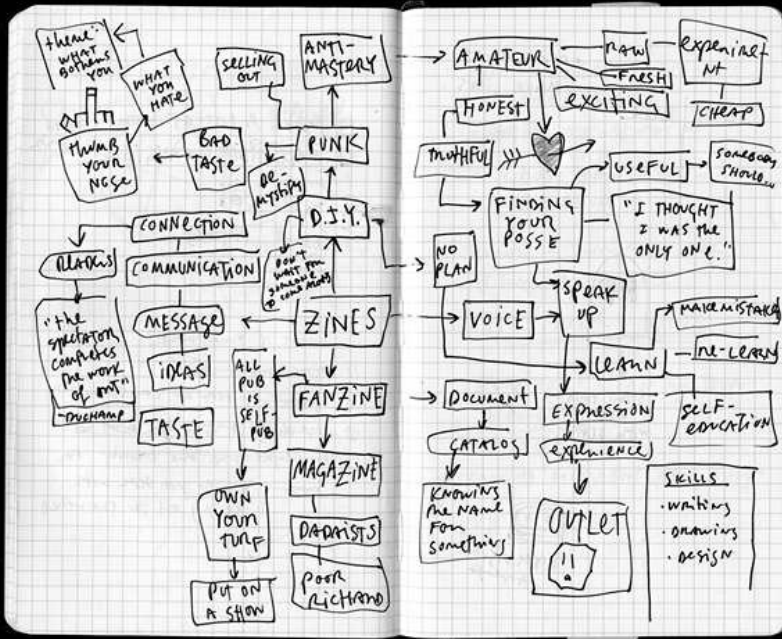 theme:
WHAT
BOTHERS
YOU
WHAT
YOU
HATE
THUMB
YOUR
NOSE
BAD
TASTE
SELLING
OUT
ANTI-
MASTERY
PUNK
DE-
MYSTIFY
D.I.Y.
DON'T
WAIT FOR
SOMEONE
CONNECTION
READERS
COMMUNICATION
"the
SPECTATOR
COMPLETES
the WORK
OF ART"
-DUCHAMP
MESSAGE
IDEAS
TASTE
ZINES
ALL
PUB
IS
SELF-
PUB
FANZINE
MAGAZINE
OWN
YOUR
TURF
DADAISTS
PUT ON
A SHOW
POOR
RICHARD
AMATEUR
RAW
FRESH
EXCITING
experiment
CHEAP
HONEST
TRUTHFUL
USEFUL
SOMEBODY
SHOULD...
FINDING
YOUR
POSSE
"I THOUGHT
I WAS the
ONLY ONE."
NO
PLAN
VOICE
SPEAK
UP
MAKE MISTAKES
LEARN
RE-LEARN
SELF-
EDUCATION
DOCUMENT
EXPRESSION
CATALOG
experience
KNOWING
the NAME
FOR
SOMETHING
OUTLET
SKILLS
· WRITING
· DRAWING
· DESIGN